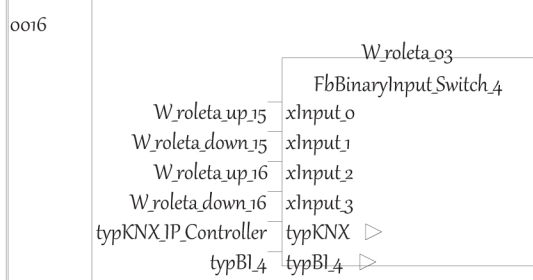 0016
W_roleta_03
FbBinaryInput_Switch_4
W_roleta_up_15 xInput_0
W_roleta_down_15 xInput_1
W_roleta_up_16 xInput_2
W_roleta_down_16 xInput_3
typKNX_IP_Controller typKNX
typBI_4 typBI_4